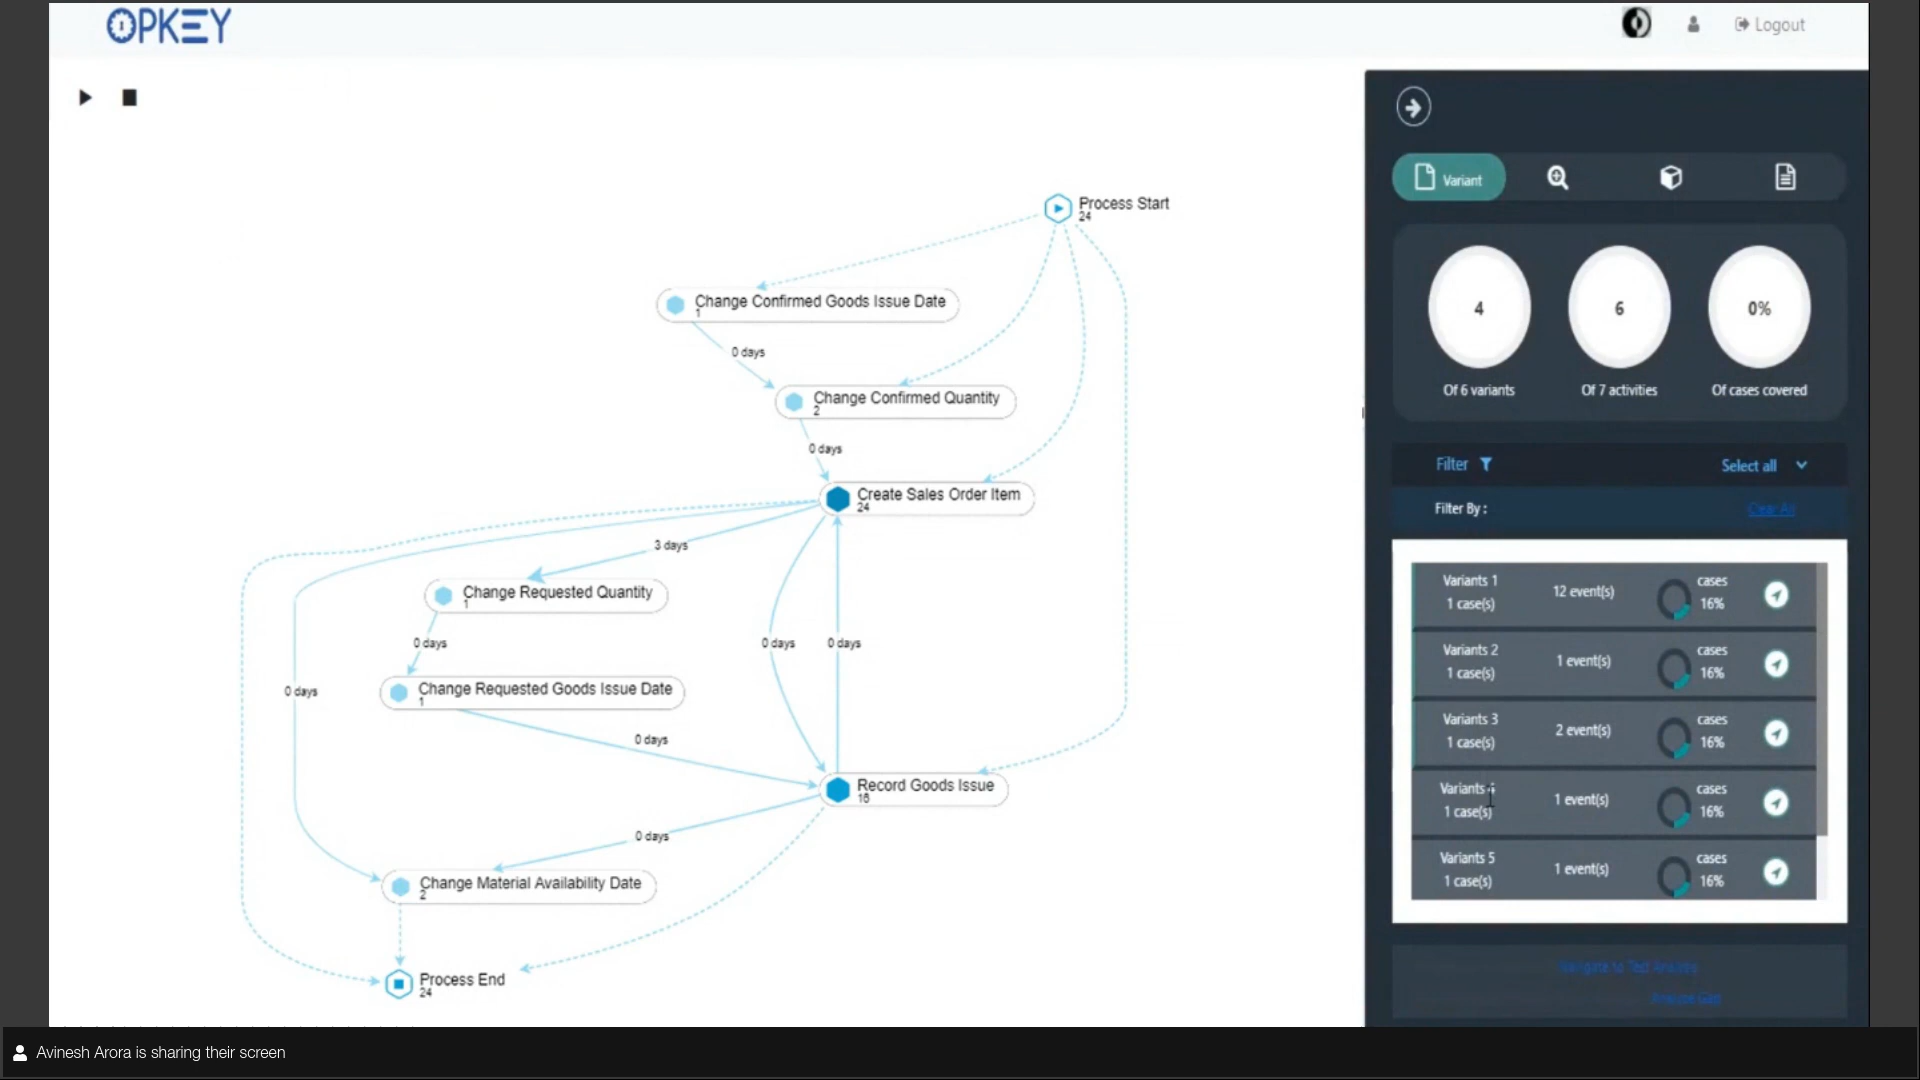 OPKEY
Logout
Process Start
24
Change Confirmed Goods Issue Date
1
0 days
Change Confirmed Quantity
2
0 days
Create Sales Order Item
24
3 days
Change Requested Quantity
1
0 days
0 days
0 days
Change Requested Goods Issue Date
1
0 days
0 days
Record Goods Issue
16
0 days
Change Material Availability Date
2
Process End
24
Variant
4
6
0%
Of 6 variants
Of 7 activities
Of cases covered
Filter
Select all
Filter By :
Clear All
Variants 1
1 case(s)
12 event(s)
cases
16%
Variants 2
1 case(s)
1 event(s)
cases
16%
Variants 3
1 case(s)
2 event(s)
cases
16%
Variants
1 case(s)
1 event(s)
cases
16%
Variants 5
1 case(s)
1 event(s)
cases
16%
Navigate to Test
Avinesh Arora is sharing their screen